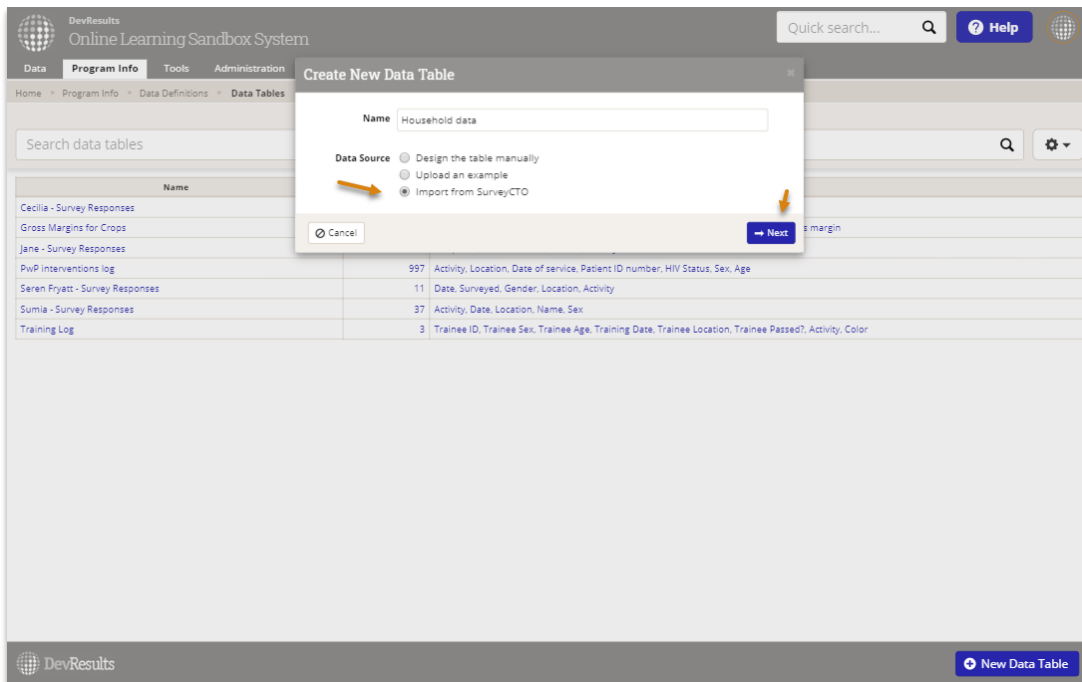 DevResults
Online Learning Sandbox System
Quick search...
? Help
Data Program Info Tools Administration
Home Program Info Data Definitions Data Tables
Create New Data Table
Name Household data
Data Source Design the table manually
Upload an example
Import from SurveyCTO
Cancel
Next
Search data tables
Name
Cecilia - Survey Responses
Gross Margins for Crops s margin
Jane - Survey Responses
PwP interventions log 997 Activity, Location, Date of service, Patient ID number, HIV Status, Sex, Age
Seren Fryatt - Survey Responses 11 Date, Surveyed, Gender, Location, Activity
Sumia - Survey Responses 37 Activity, Date, Location, Name, Sex
Training Log 3 Trainee ID, Trainee Sex, Trainee Age, Training Date, Trainee Location, Trainee Passed?, Activity, Color
DevResults
New Data Table